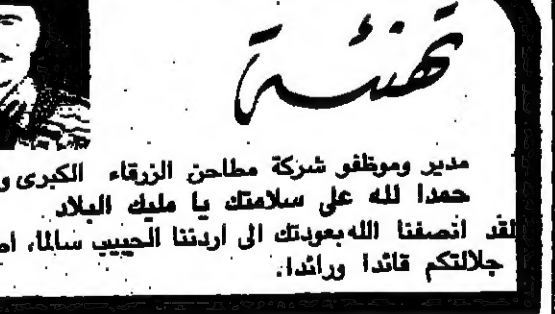 تهنئة
مدير وموظفو شركة مطاحن الزرقاء الكبرى و
حمدا لله على سلامتك يا مليك البلاد
لقد انصفنا الله بعودتك الى اردننا الحبيب سالما،
جلالتكم قائدا ورائدا.